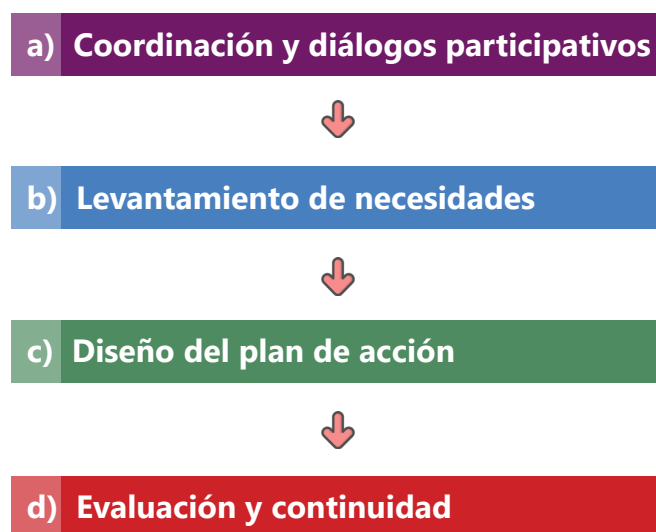 a) Coordinación y diálogos participativos
b) Levantamiento de necesidades
c) Diseño del plan de acción
d) Evaluación y continuidad